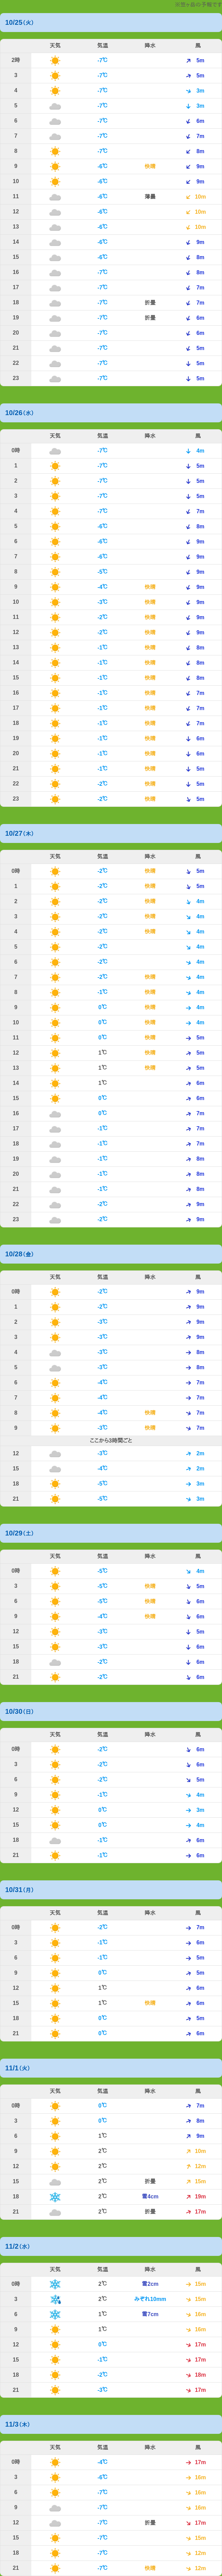 10/25(火)
天気 気温 降水 風
2時 -7℃ 5m
3 -7℃ 5m
4 -7℃ 3m
5 -7℃ 3m
6 -7℃ 6m
7 -7℃ 7m
8 -7℃ 8m
9 -6℃ 快晴 9m
10 -6℃ 9m
11 -6℃ 薄曇 10m
12 -6℃ 10m
13 -6℃ 10m
14 -6℃ 9m
15 -6℃ 8m
16 -7℃ 8m
17 -7℃ 7m
18 -7℃ 折曇 7m
19 -7℃ 折曇 6m
20 -7℃ 6m
21 -7℃ 5m
22 -7℃ 5m
23 -7℃ 5m
10/26(水)
天気 気温 降水 風
0時 -7℃ 4m
1 -7℃ 5m
2 -7℃ 5m
3 -7℃ 5m
4 -7℃ 7m
5 -6℃ 8m
6 -6℃ 9m
7 -6℃ 9m
8 -5℃ 9m
9 -4℃ 快晴 9m
10 -3℃ 快晴 9m
11 -2℃ 快晴 9m
12 -2℃ 快晴 9m
13 -1℃ 快晴 8m
14 -1℃ 快晴 8m
15 -1℃ 快晴 8m
16 -1℃ 快晴 7m
17 -1℃ 快晴 7m
18 -1℃ 快晴 7m
19 -1℃ 快晴 6m
20 -1℃ 快晴 6m
21 -1℃ 快晴 5m
22 -2℃ 快晴 5m
23 -2℃ 快晴 5m
10/27(木)
天気 気温 降水 風
0時 -2℃ 快晴 5m
1 -2℃ 快晴 5m
2 -2℃ 快晴 4m
3 -2℃ 快晴 4m
4 -2℃ 快晴 4m
5 -2℃ 4m
6 -2℃ 4m
7 -2℃ 快晴 4m
8 -1℃ 快晴 4m
9 0℃ 快晴 4m
10 0℃ 快晴 4m
11 0℃ 快晴 5m
12 1℃ 快晴 5m
13 1℃ 快晴 5m
14 1℃ 6m
15 0℃ 6m
16 0℃ 7m
17 -1℃ 7m
18 -1℃ 7m
19 -1℃ 8m
20 -1℃ 8m
21 -1℃ 8m
22 -2℃ 9m
23 -2℃ 9m
10/28(金)
天気 気温 降水 風
0時 -2℃ 9m
1 -2℃ 9m
2 -3℃ 9m
3 -3℃ 9m
4 -3℃ 8m
5 -3℃ 8m
6 -4℃ 7m
7 -4℃ 7m
8 -4℃ 快晴 7m
9 -3℃ 快晴 7m
ここから3時間ごと
12 -3℃ 2m
15 -4℃ 2m
18 -5℃ 3m
21 -5℃ 3m
10/29(土)
天気 気温 降水 風
0時 -5℃ 4m
3 -5℃ 快晴 5m
6 -5℃ 快晴 6m
9 -4℃ 快晴 6m
12 -3℃ 5m
15 -3℃ 6m
18 -2℃ 6m
21 -2℃ 6m
10/30(日)
天気 気温 降水 風
0時 -2℃ 6m
3 -2℃ 6m
6 -2℃ 5m
9 -1℃ 4m
12 0℃ 3m
15 0℃ 4m
18 -1℃ 6m
21 -1℃ 6m
10/31(月)
天気 気温 降水 風
0時 -2℃ 7m
3 -1℃ 6m
6 -1℃ 5m
9 0℃ 5m
12 1℃ 6m
15 1℃ 快晴 6m
18 0℃ 5m
21 0℃ 6m
11/1(火)
天気 気温 降水 風
0時 0℃ 7m
3 0℃ 8m
6 1℃ 9m
9 2℃ 10m
12 2℃ 12m
15 2℃ 折曇 15m
18 2℃ 雪4cm 19m
21 2℃ 折曇 17m
11/2(水)
天気 気温 降水 風
0時 2℃ 雪2cm 15m
3 2℃ みぞれ10mm 15m
6 1℃ 雪7cm 16m
9 1℃ 16m
12 0℃ 17m
15 -1℃ 17m
18 -2℃ 18m
21 -3℃ 17m
11/3(木)
天気 気温 降水 風
0時 -4℃ 17m
3 -6℃ 16m
6 -7℃ 15m
9 -7℃ 16m
12 -7℃ 折曇 17m
15 -7℃ 15m
18 -7℃ 12m
21 -7℃ 快晴 12m